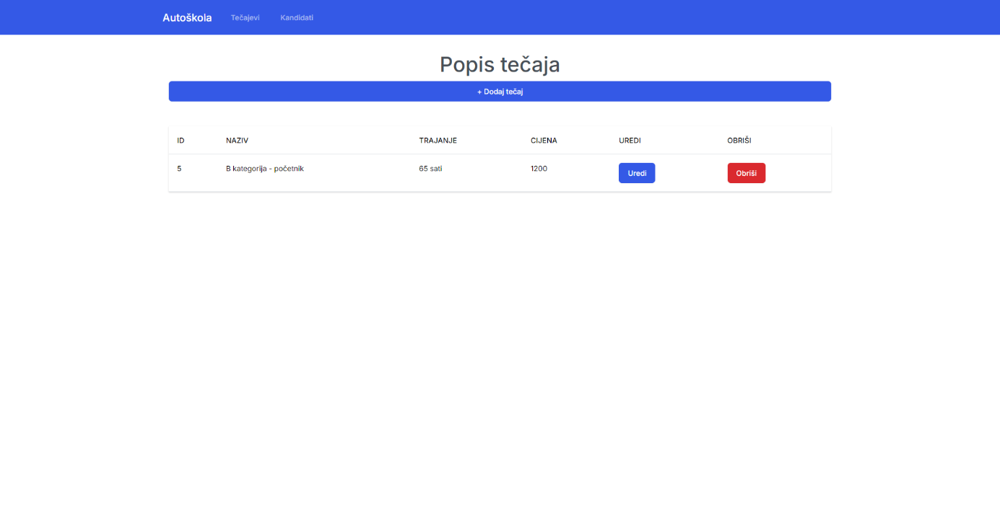 Autoškola Tečajevi Kandidati
Popis tečaja
+ Dodaj tečaj
ID NAZIV TRAJANJE CIJENA UREDI OBRIŠI
5 B kategorija - početnik 65 sati 1200 Uredi Obriši